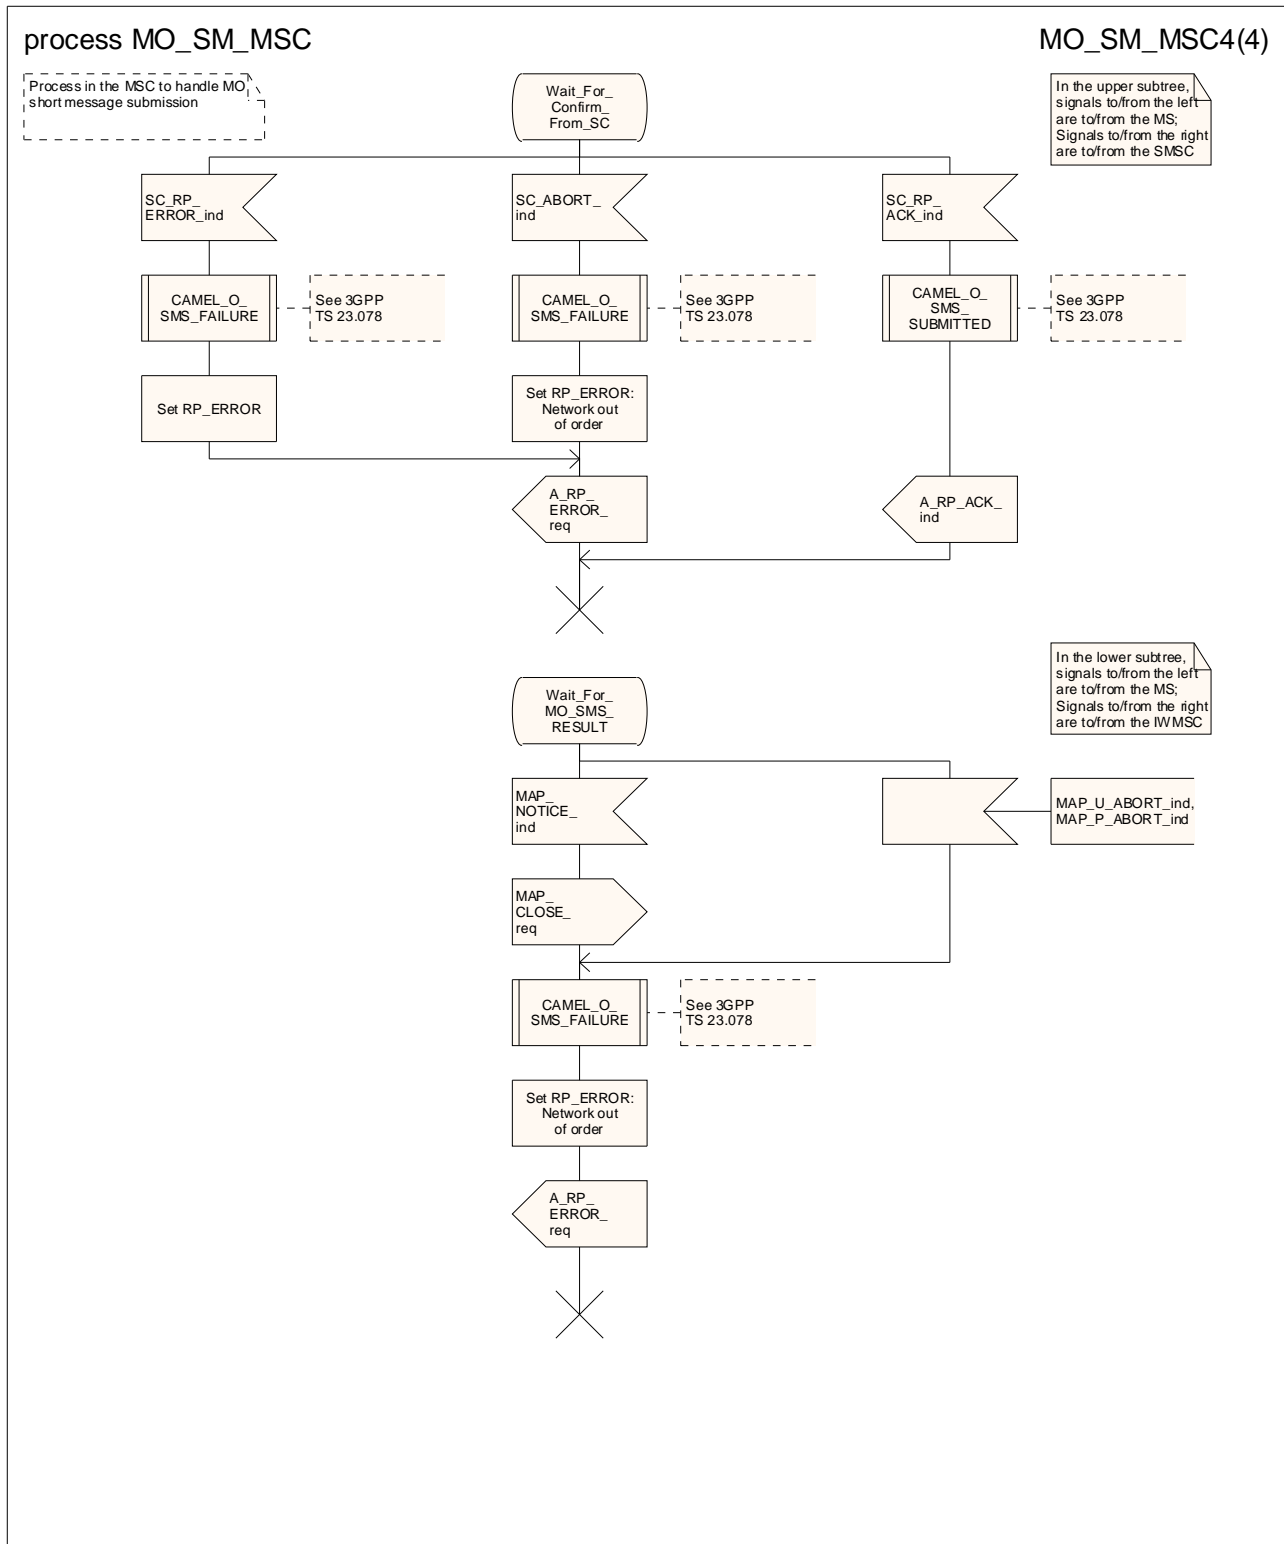 process MO_SM_MSC
MO_SM_MSC4(4)
Process in the MSC to handle MO
short message submission
Wait_For_
Confirm_
From_SC
In the upper subtree,
signals to/from the left
are to/from the MS;
Signals to/from the right
are to/from the SMSC
SC_RP_
ERROR_ind
SC_ABORT_
ind
SC_RP_
ACK_ind
CAMEL_O_
SMS_FAILURE
See 3GPP
TS 23.078
CAMEL_O_
SMS_FAILURE
See 3GPP
TS 23.078
CAMEL_O_
SMS_
SUBMITTED
See 3GPP
TS 23.078
Set RP_ERROR
Set RP_ERROR:
Network out
of order
A_RP_
ERROR_
req
A_RP_ACK_
ind
Wait_For_
MO_SMS_
RESULT
In the lower subtree,
signals to/from the left
are to/from the MS;
Signals to/from the right
are to/from the IWMSC
MAP_
NOTICE_
ind
MAP_U_ABORT_ind,
MAP_P_ABORT_ind
MAP_
CLOSE_
req
CAMEL_O_
SMS_FAILURE
See 3GPP
TS 23.078
Set RP_ERROR:
Network out
of order
A_RP_
ERROR_
req